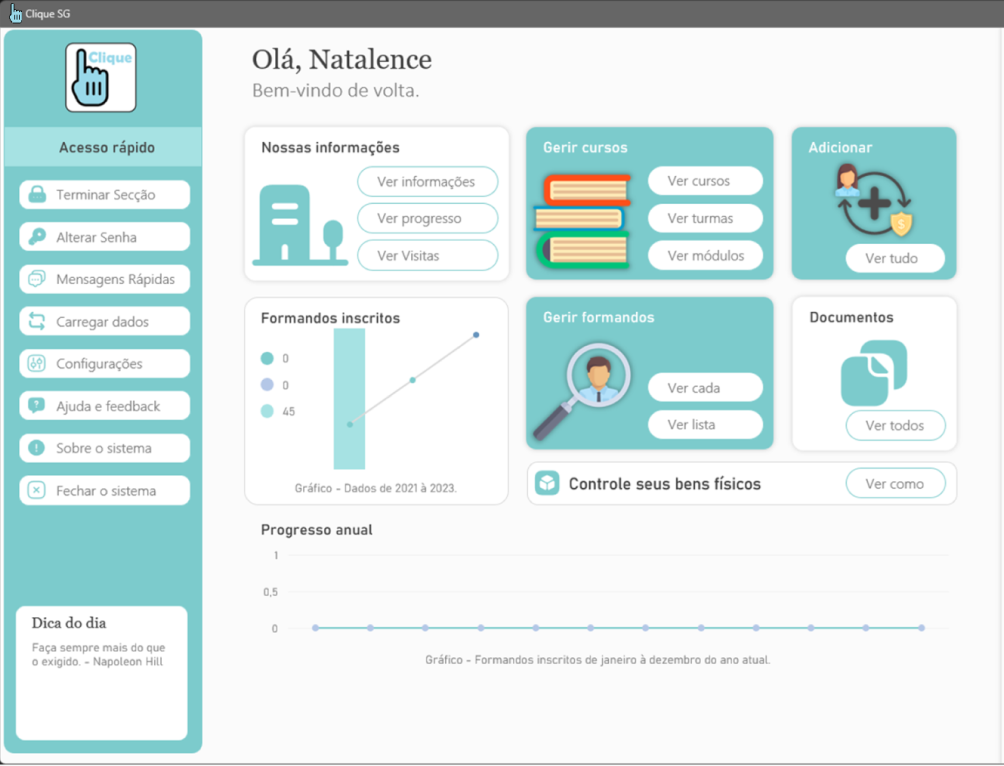 Clique SG
Clique
Acesso rápido
Terminar Secção
Alterar Senha
Mensagens Rápidas
Carregar dados
Configurações
Ajuda e feedback
Sobre o sistema
Fechar o sistema
Dica do dia
Faça sempre mais do que
o exigido. - Napoleon Hill
Olá, Natalence
Bem-vindo de volta.
Nossas informações
Ver informações
Ver progresso
Ver Visitas
Gerir cursos
Ver cursos
Ver turmas
Ver módulos
Adicionar
Ver tudo
Formandos inscritos
0
0
45
Gráfico - Dados de 2021 à 2023.
Gerir formandos
Ver cada
Ver lista
Documentos
Ver todos
Controle seus bens físicos
Ver como
Progresso anual
1
0,5
0
Gráfico - Formandos inscritos de janeiro à dezembro do ano atual.